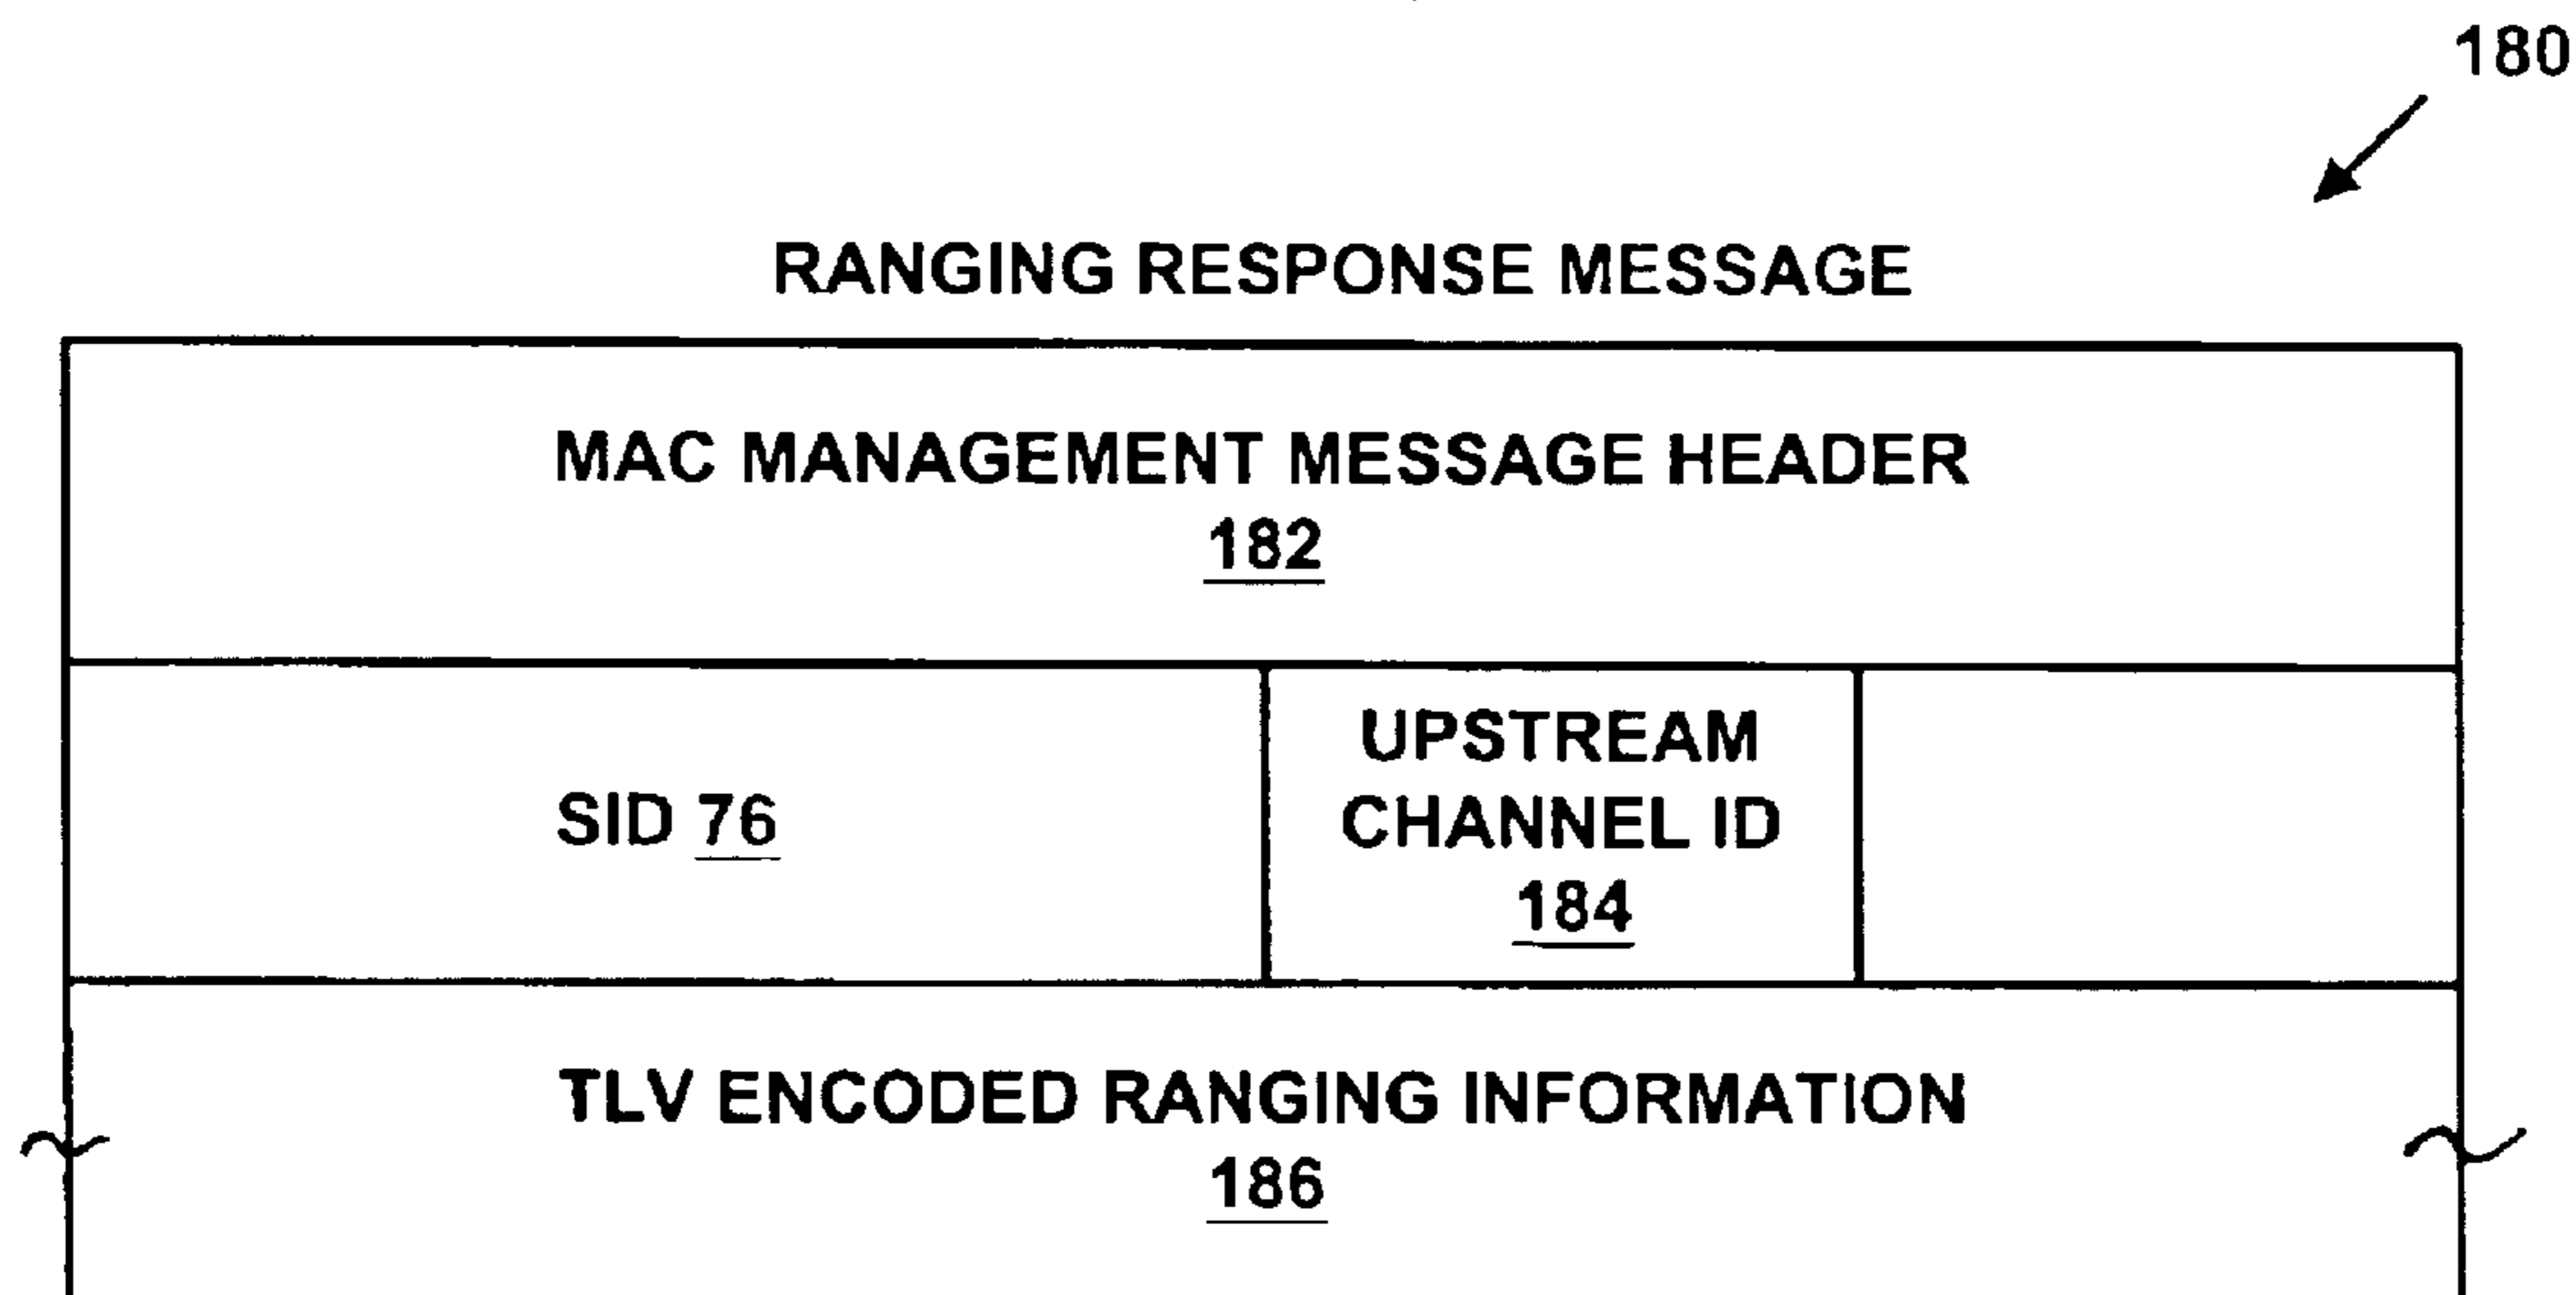 180
RANGING RESPONSE MESSAGE
MAC MANAGEMENT MESSAGE HEADER
182
SID 76
UPSTREAM
CHANNEL ID
184
TLV ENCODED RANGING INFORMATION
186